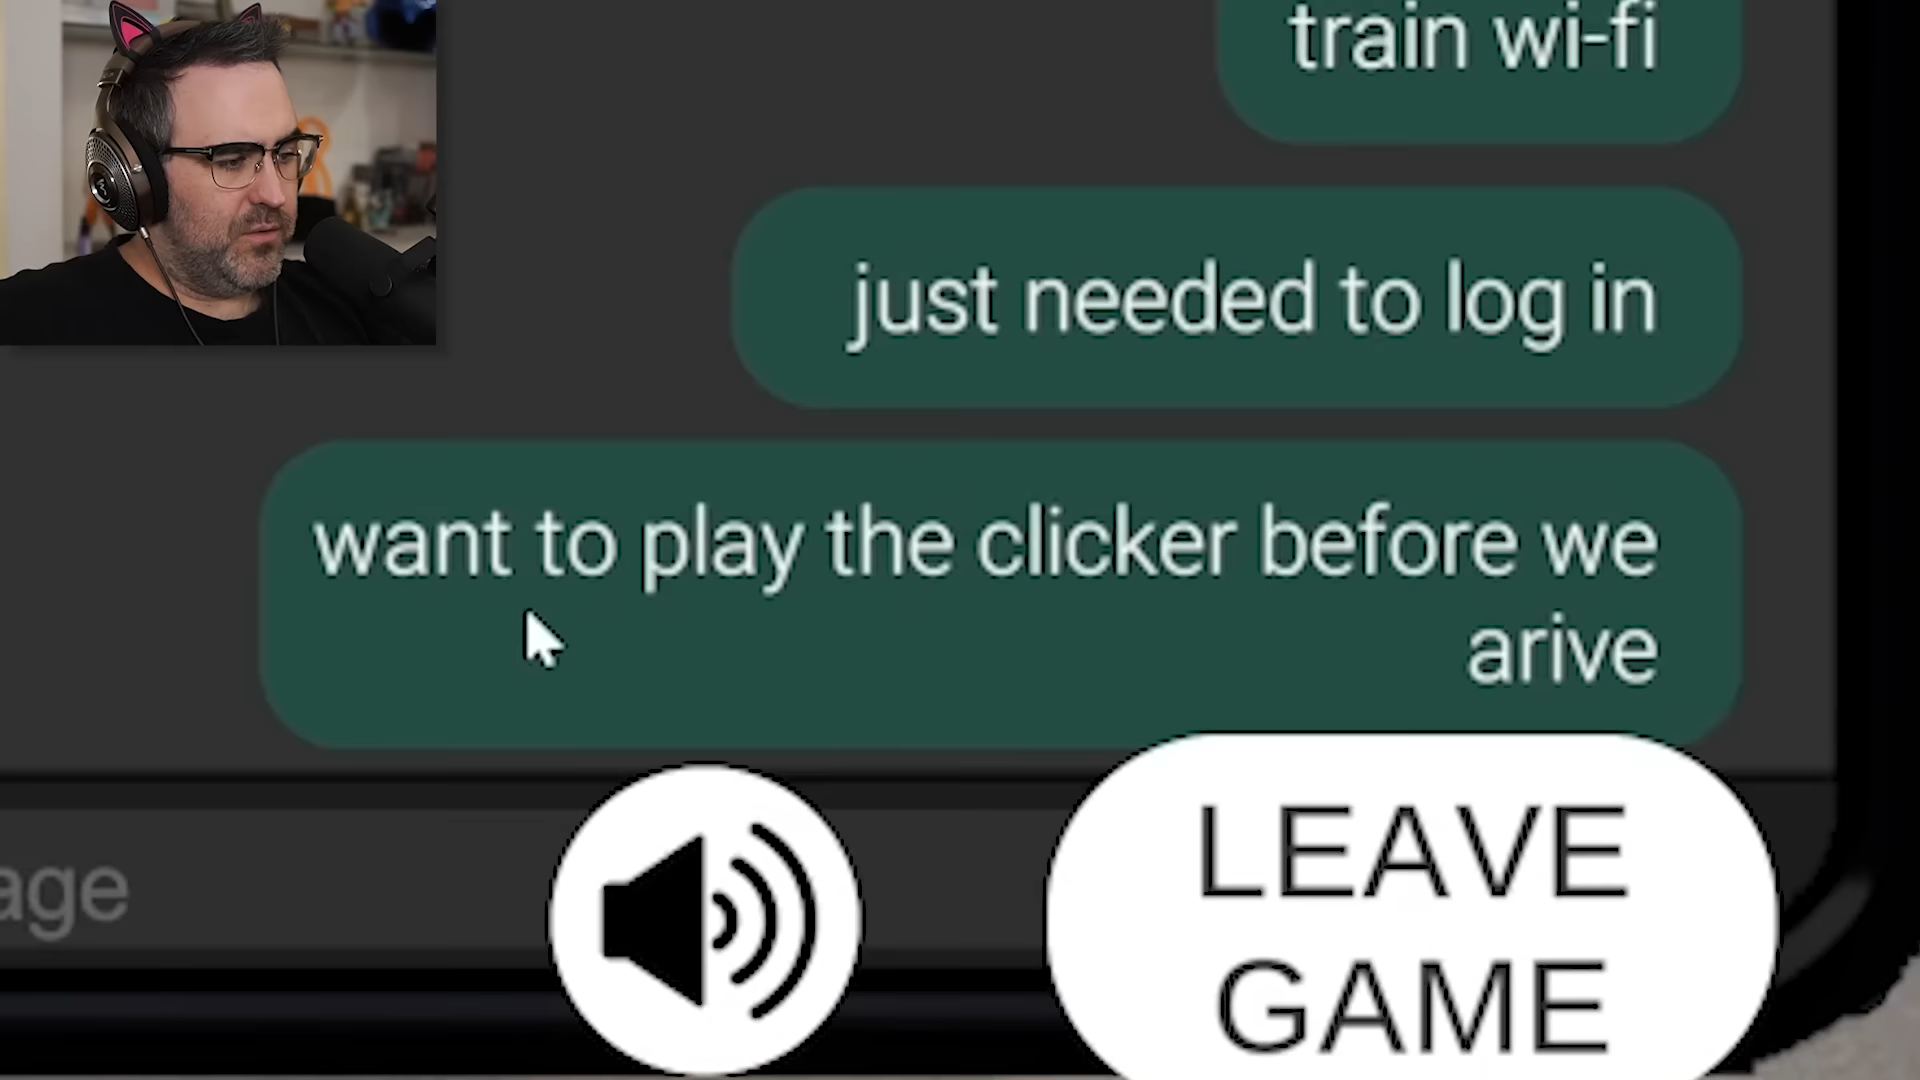 train wi-fi
just needed to log in
want to play the clicker before we
arive
age
LEAVE
GAME